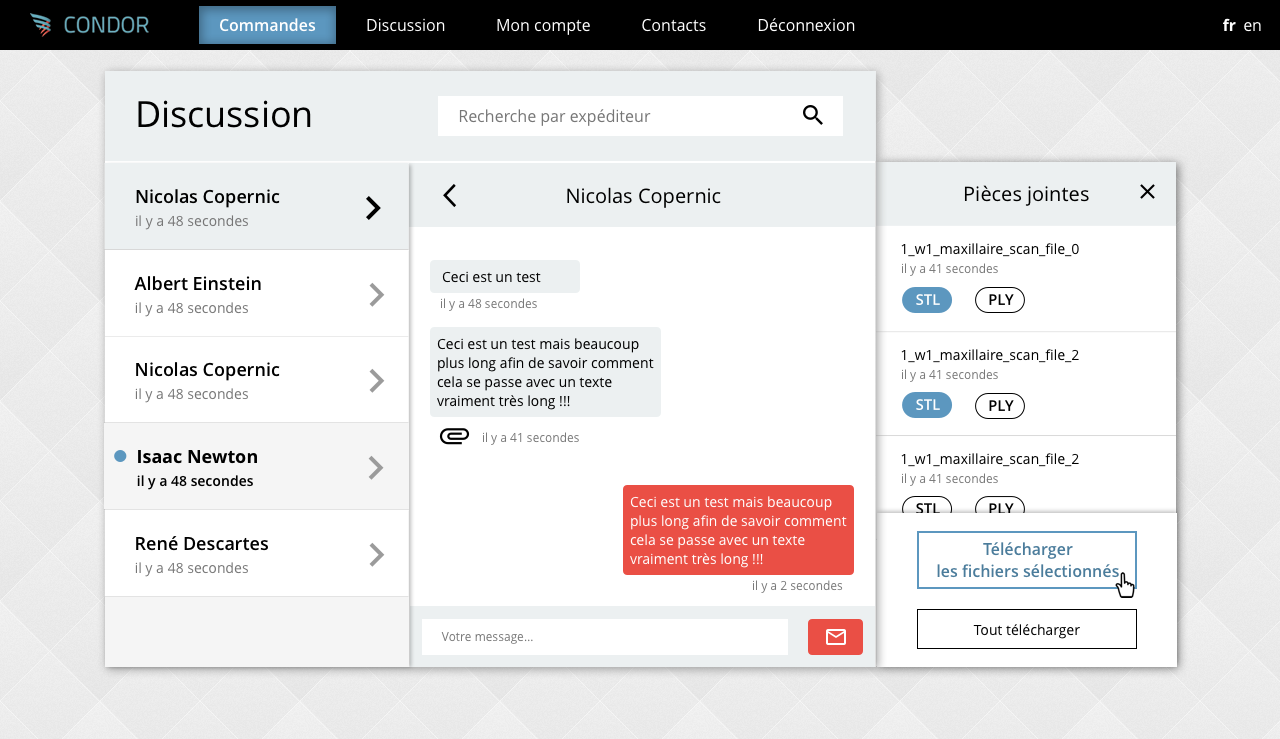 CONDOR
Commandes
Discussion
Mon compte
Contacts
Déconnexion
fr en
Discussion
Recherche par expéditeur
Nicolas Copernic
il y a 48 secondes
Albert Einstein
il y a 48 secondes
Nicolas Copernic
il y a 48 secondes
Isaac Newton
il y a 48 secondes
René Descartes
il y a 48 secondes
Nicolas Copernic
Ceci est un test
il y a 48 secondes
Ceci est un test mais beaucoup
plus long afin de savoir comment
cela se passe avec un texte
vraiment très long !!!
il y a 41 secondes
Ceci est un test mais beaucoup
plus long afin de savoir comment
cela se passe avec un texte
vraiment très long !!!
il y a 2 secondes
Votre message...
Pièces jointes
1_w1_maxillaire_scan_file_0
il y a 41 secondes
STL PLY
1_w1_maxillaire_scan_file_2
il y a 41 secondes
STL PLY
1_w1_maxillaire_scan_file_2
il y a 41 secondes
STL PLY
Télécharger
les fichiers sélectionnés
Tout télécharger